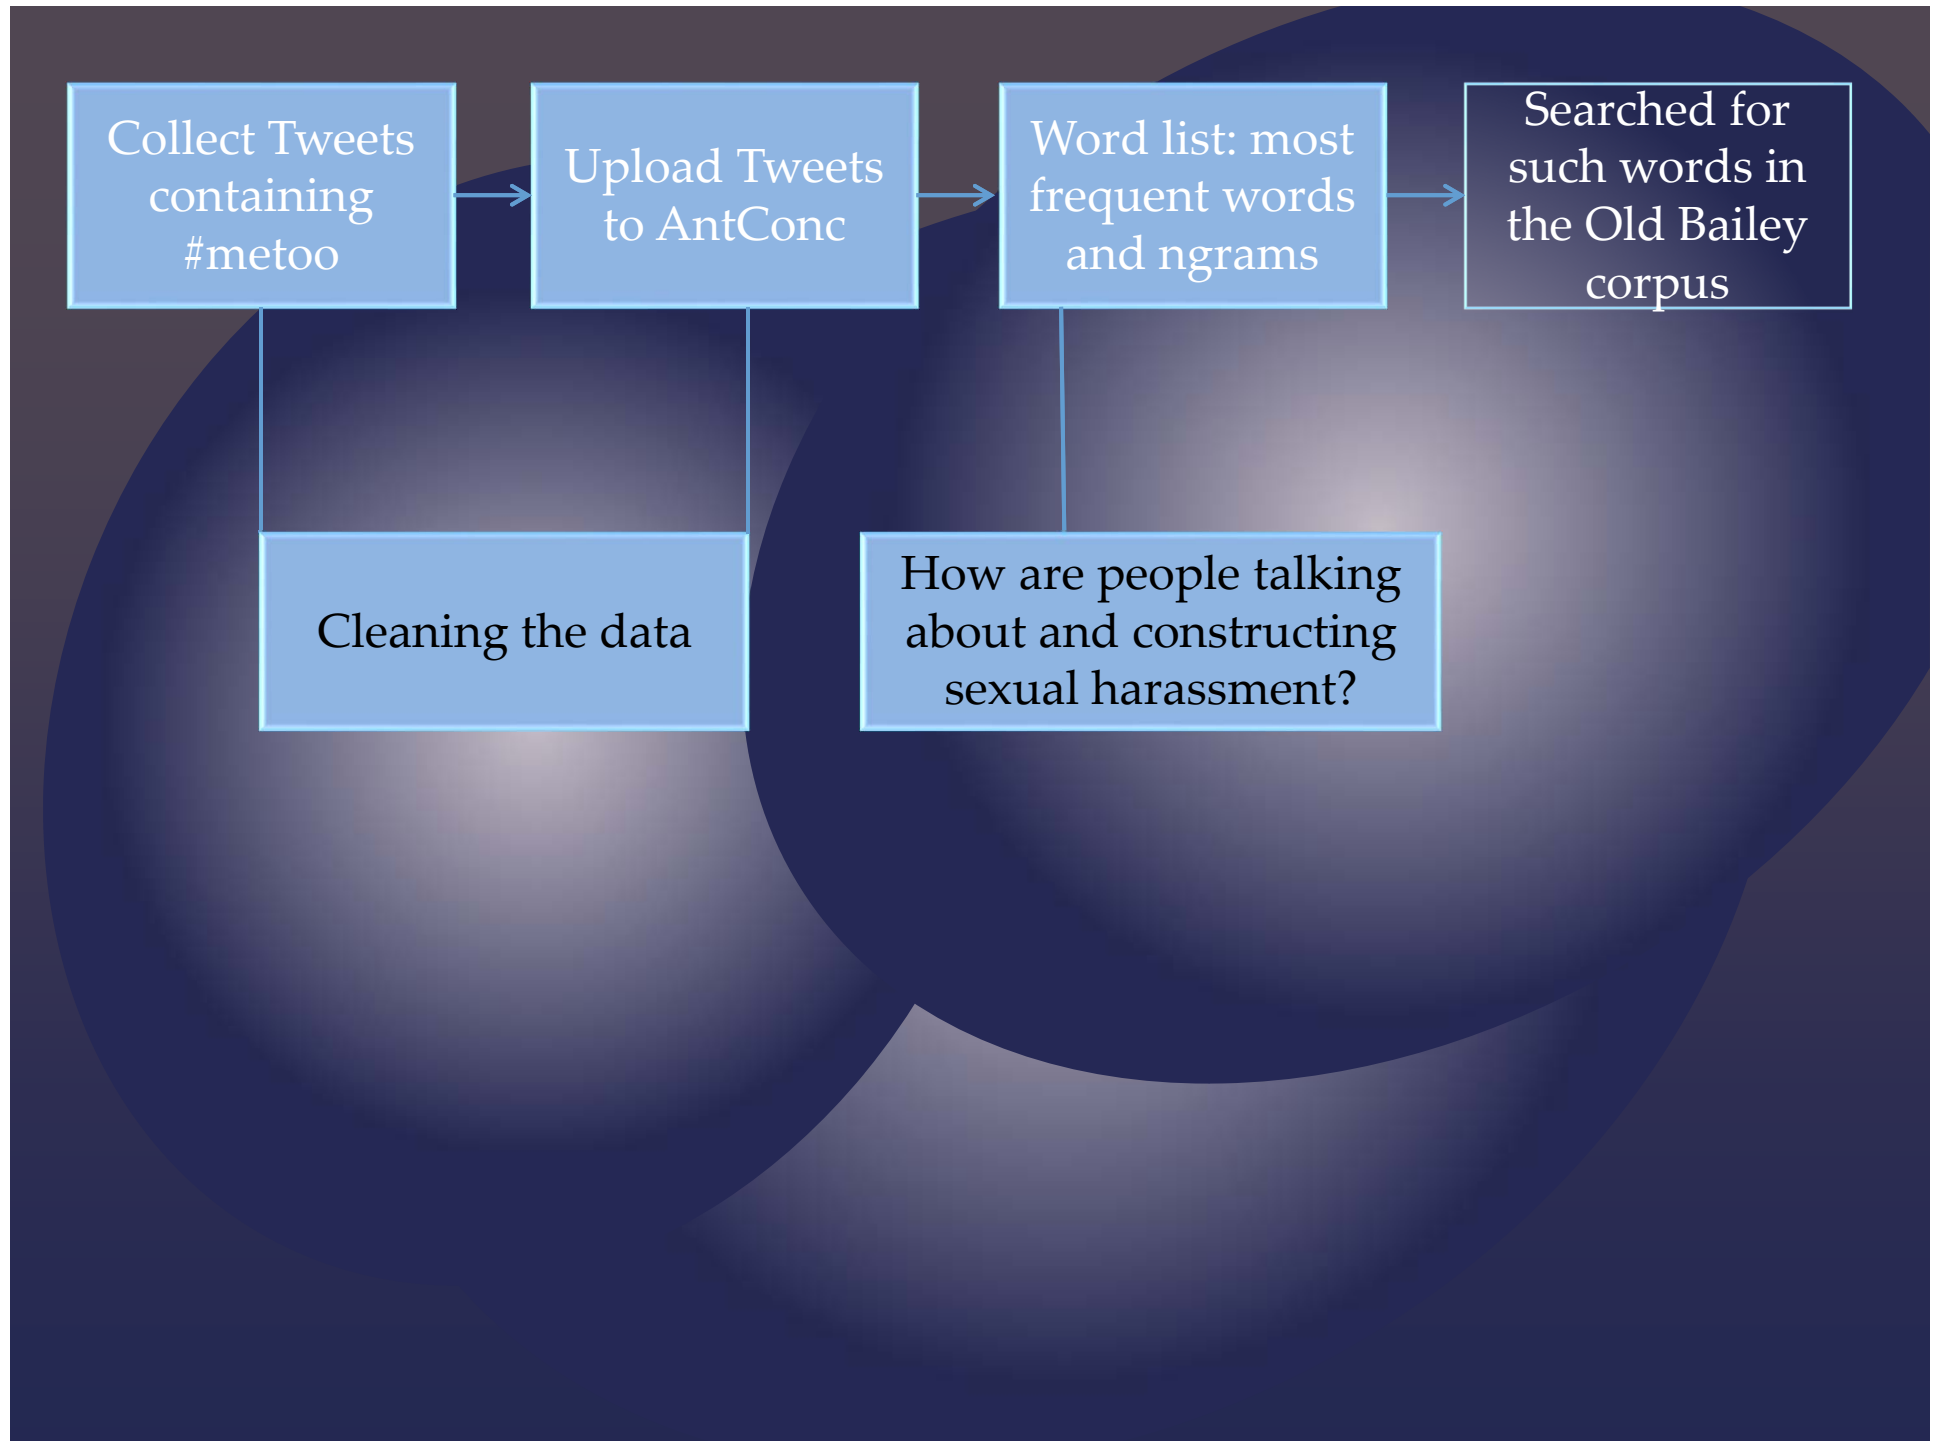 Collect Tweets
containing
#metoo
Upload Tweets
to AntConc
Word list: most
frequent words
and ngrams
Searched for
such words in
the Old Bailey
corpus
Cleaning the data
How are people talking
about and constructing
sexual harassment?